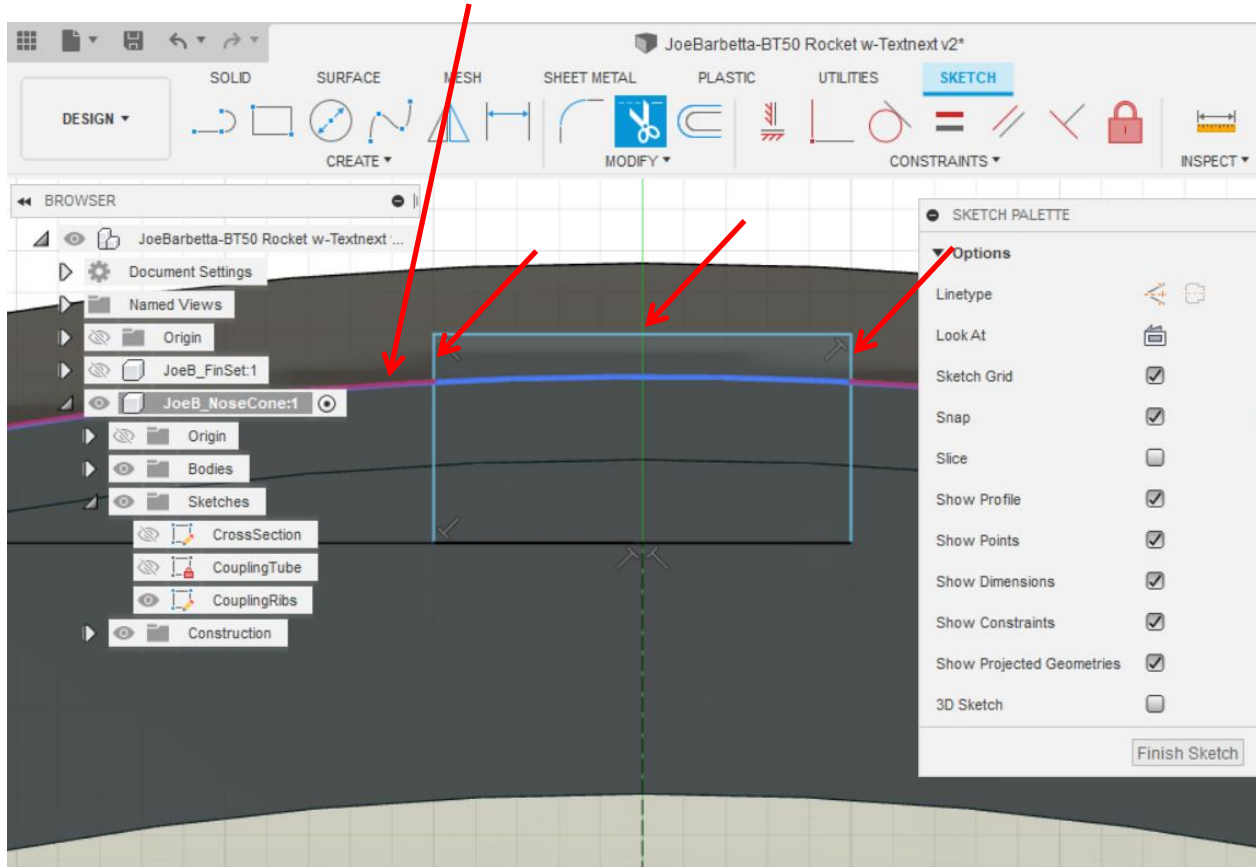 JoeBarbetta-BT50 Rocket w-Textnext v2*
SOLID SURFACE MESH SHEET METAL PLASTIC UTILITIES SKETCH
DESIGN
CREATE MODIFY CONSTRAINTS INSPECT
BROWSER
JoeBarbetta-BT50 Rocket w-Textnext ...
Document Settings
Named Views
Origin
JoeB_FinSet:1
JoeB_NoseCone:1
Origin
Bodies
Sketches
CrossSection
CouplingTube
CouplingRibs
Construction
SKETCH PALETTE
Options
Linetype
Look At
Sketch Grid
Snap
Slice
Show Profile
Show Points
Show Dimensions
Show Constraints
Show Projected Geometries
3D Sketch
Finish Sketch